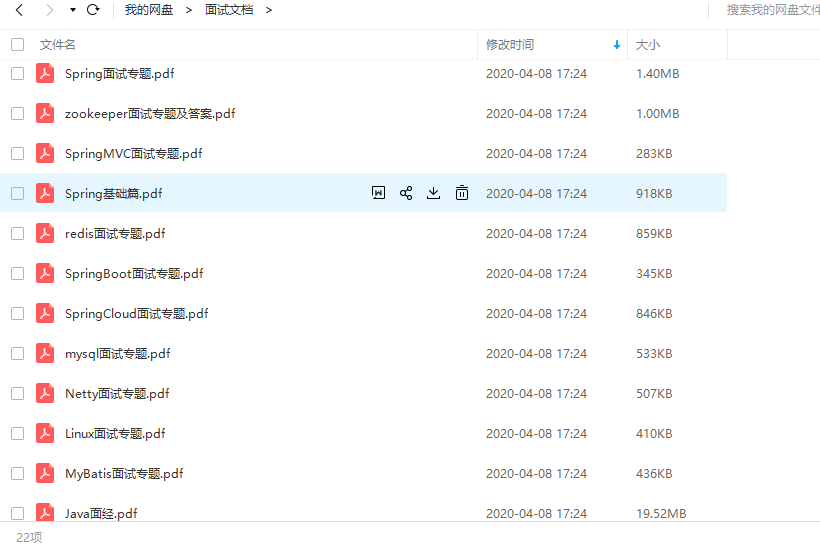 我的网盘 > 面试文档 > 搜索我的网盘文件
文件名 修改时间 大小
Spring面试专题.pdf 2020-04-08 17:24 1.40MB
zookeeper面试专题及答案.pdf 2020-04-08 17:24 1.00MB
SpringMVC面试专题.pdf 2020-04-08 17:24 283KB
Spring基础篇.pdf 2020-04-08 17:24 918KB
redis面试专题.pdf 2020-04-08 17:24 859KB
SpringBoot面试专题.pdf 2020-04-08 17:24 345KB
SpringCloud面试专题.pdf 2020-04-08 17:24 846KB
mysql面试专题.pdf 2020-04-08 17:24 533KB
Netty面试专题.pdf 2020-04-08 17:24 507KB
Linux面试专题.pdf 2020-04-08 17:24 410KB
MyBatis面试专题.pdf 2020-04-08 17:24 436KB
Java面经.pdf 2020-04-08 17:24 19.52MB
22项